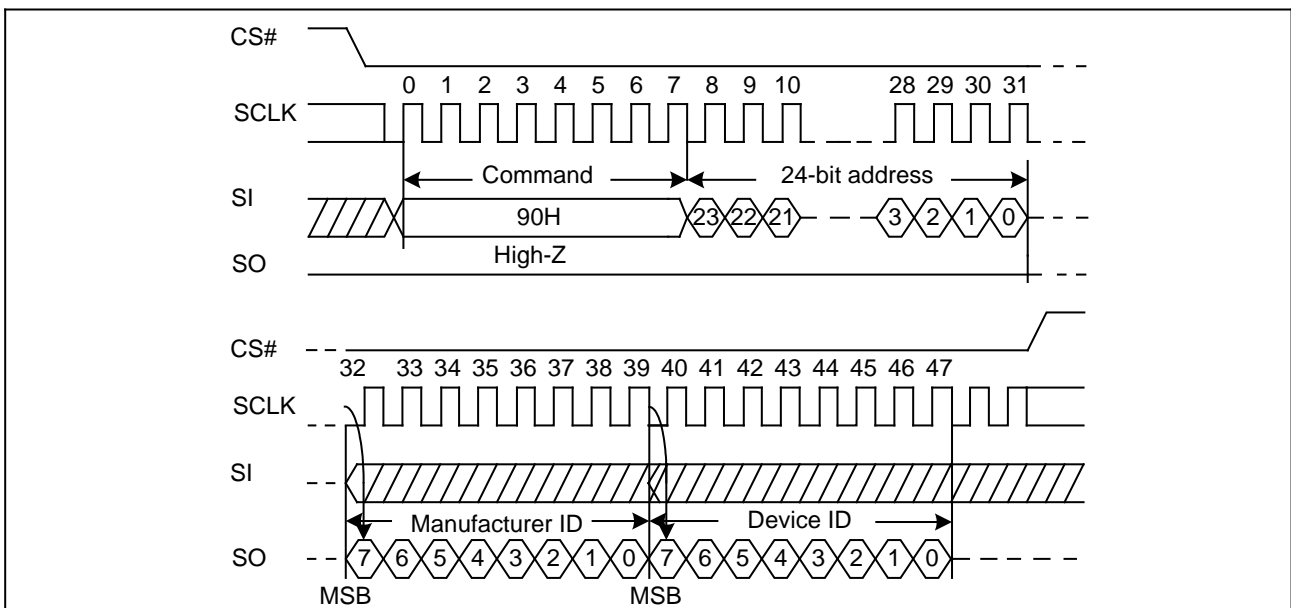 CS#
0 1 2 3 4 5 6 7 8 9 10 28 29 30 31
SCLK
Command 24-bit address
SI
90H 23 22 21 3 2 1 0
High-Z
SO
CS#
32 33 34 35 36 37 38 39 40 41 42 43 44 45 46 47
SCLK
SI
Manufacturer ID Device ID
SO 7 6 5 4 3 2 1 0 7 6 5 4 3 2 1 0
MSB MSB